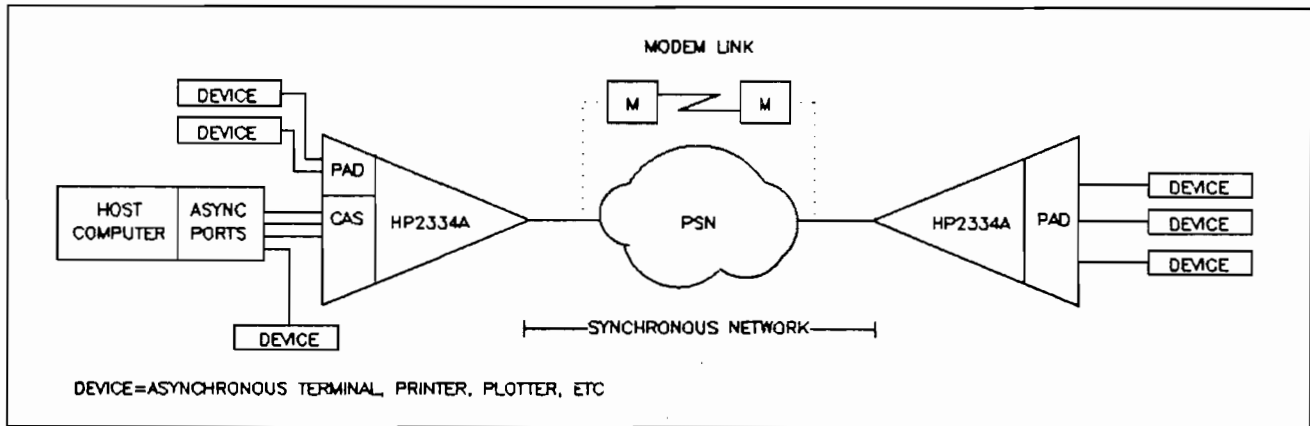 MODEM LINK
M
M
DEVICE
DEVICE
PAD
CAS
HP2334A
HOST
COMPUTER
ASYNC
PORTS
DEVICE
PSN
HP2334A
PAD
DEVICE
DEVICE
DEVICE
SYNCHRONOUS NETWORK
DEVICE=ASYNCHRONOUS TERMINAL, PRINTER, PLOTTER, ETC